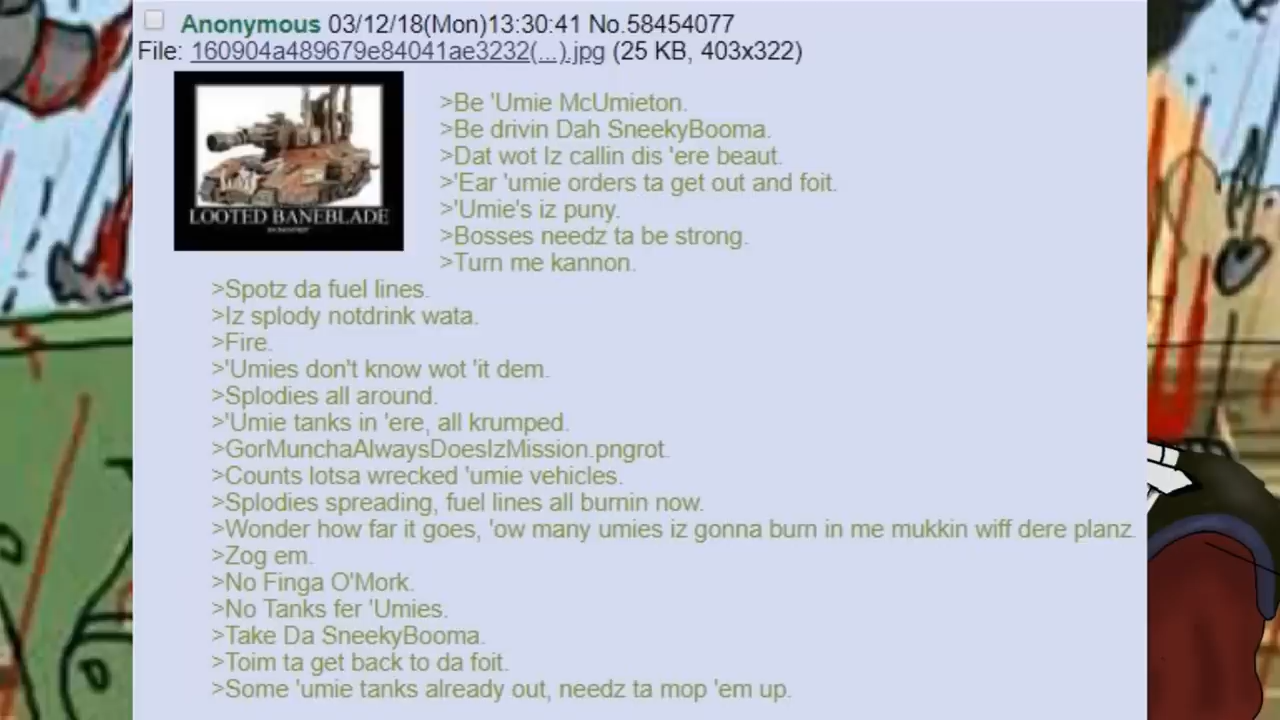 Anonymous 03/12/18(Mon)13:30:41 No.58454077
File: 160904a489679e84041ae3232(...).jpg (25 KB, 403x322)
LOOTED BANEBLADE
>Be 'Umie McUmieton.
>Be drivin Dah SneekyBooma.
>Dat wot Iz callin dis 'ere beaut.
>'Ear 'umie orders ta get out and foit.
>'Umie's iz puny.
>Bosses needz ta be strong.
>Turn me kannon.
>Spotz da fuel lines.
>Iz splody notdrink wata.
>Fire.
>'Umies don't know wot 'it dem.
>Splodies all around.
>'Umie tanks in 'ere, all krumped.
>GorMunchaAlwaysDoesIzMission.pngrot.
>Counts lotsa wrecked 'umie vehicles.
>Splodies spreading, fuel lines all burnin now.
>Wonder how far it goes, 'ow many umies iz gonna burn in me mukkin wiff dere planz.
>Zog em.
>No Finga O'Mork.
>No Tanks fer 'Umies.
>Take Da SneekyBooma.
>Toim ta get back to da foit.
>Some 'umie tanks already out, needz ta mop 'em up.